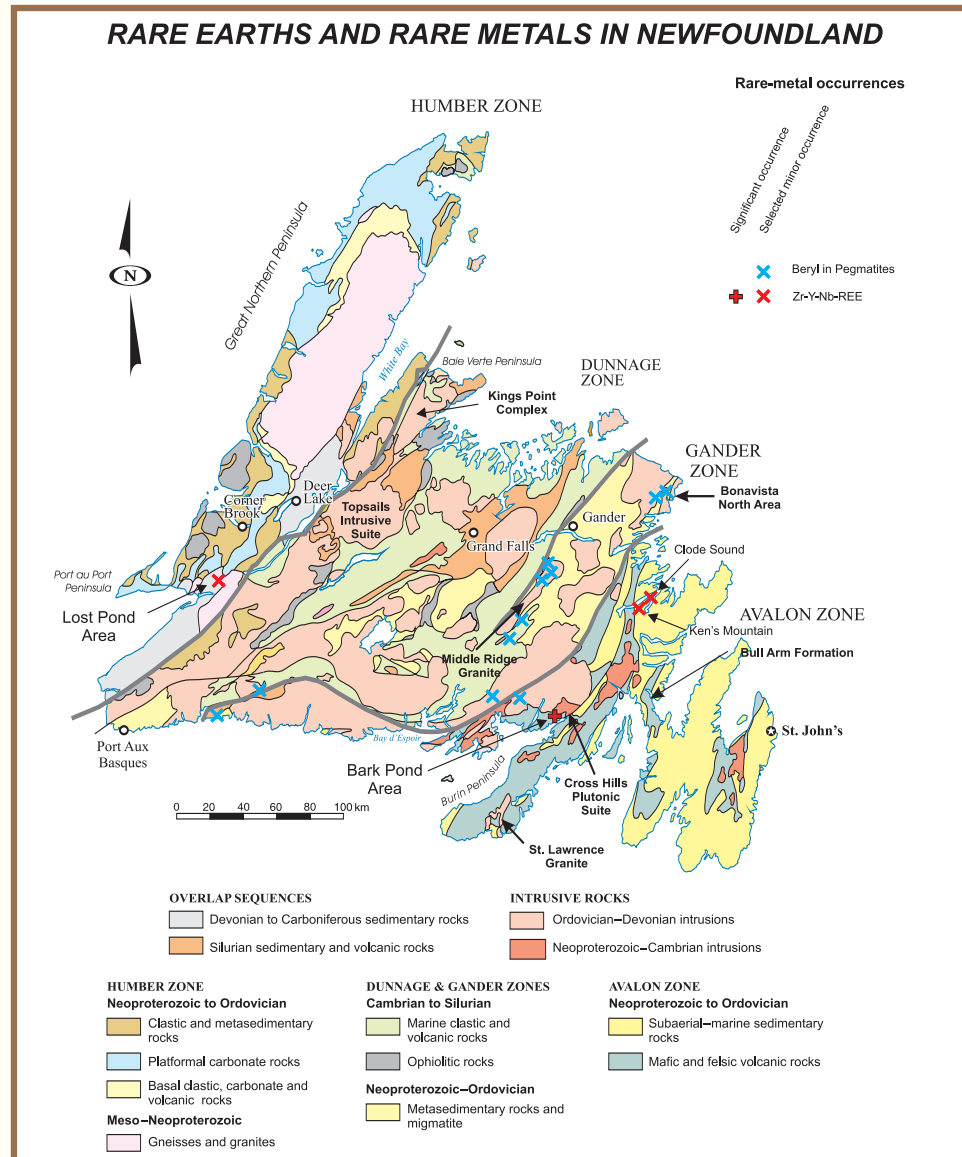 RARE EARTHS AND RARE METALS IN NEWFOUNDLAND
Rare-metal occurrences
Significant occurrence
Selected minor occurrence
Beryl in Pegmatites
Zr-Y-Nb-REE
HUMBER ZONE
N
Great Northern Peninsula
White Bay
Baie Verte Peninsula
DUNNAGE
ZONE
Kings Point
Complex
GANDER
ZONE
Bonavista
North Area
Deer
Lake
Corner
Brook
Topsails
Intrusive
Suite
Grand Falls
Gander
Clode Sound
Port au Port
Peninsula
Lost Pond
Area
AVALON ZONE
Ken's Mountain
Middle Ridge
Granite
Bull Arm Formation
St. John's
Port Aux
Basques
Bay d'Espoir
Bark Pond
Area
Burin Peninsula
Cross Hills
Plutonic
Suite
0 20 40 60 80 100 km
St. Lawrence
Granite
OVERLAP SEQUENCES
Devonian to Carboniferous sedimentary rocks
Silurian sedimentary and volcanic rocks
INTRUSIVE ROCKS
Ordovician–Devonian intrusions
Neoproterozoic–Cambrian intrusions
HUMBER ZONE
Neoproterozoic to Ordovician
Clastic and metasedimentary
rocks
Platformal carbonate rocks
Basal clastic, carbonate and
volcanic rocks
Meso–Neoproterozoic
Gneisses and granites
DUNNAGE & GANDER ZONES
Cambrian to Silurian
Marine clastic and
volcanic rocks
Ophiolitic rocks
Neoproterozoic–Ordovician
Metasedimentary rocks and
migmatite
AVALON ZONE
Neoproterozoic to Ordovician
Subaerial–marine sedimentary
rocks
Mafic and felsic volcanic rocks